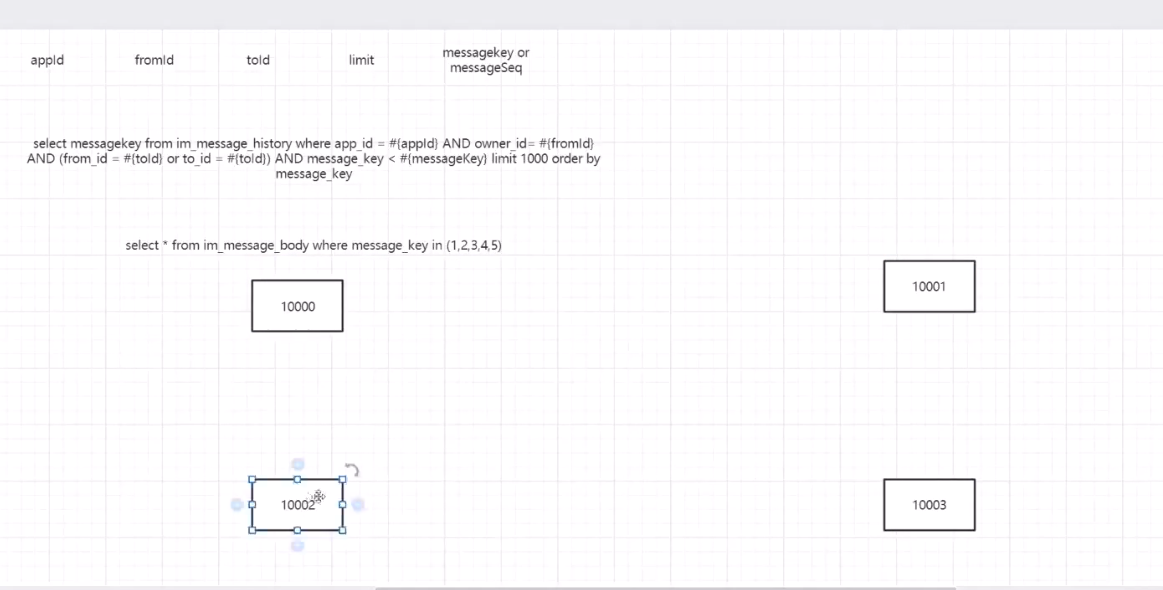 appId
fromId
toId
limit
messagekey or
messageSeq
select messagekey from im_message_history where app_id = #{appId} AND owner_id= #{fromId}
AND (from_id = #{toId} or to_id = #{toId}) AND message_key < #{messageKey} limit 1000 order by
message_key
select * from im_message_body where message_key in (1,2,3,4,5)
10000
10001
10002
10003